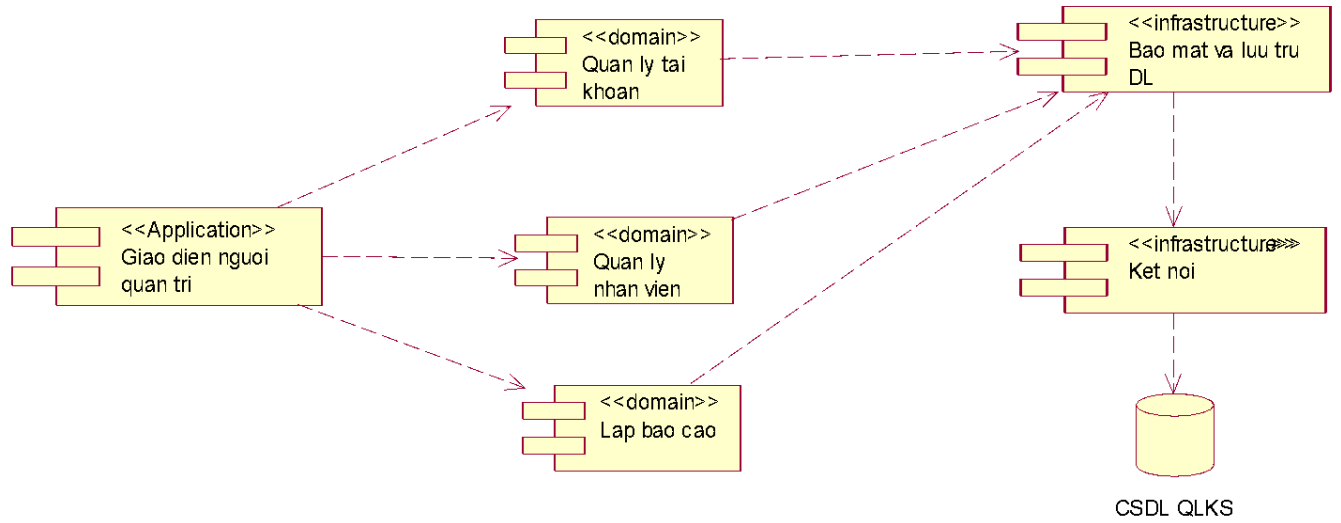 <<Application>>
Giao dien nguoi
quan tri
<<domain>>
Quan ly tai
khoan
<<domain>>
Quan ly
nhan vien
<<domain>>
Lap bao cao
<<infrastructure>>
Bao mat va luu tru
DL
<<infrastructure>>>>
Ket noi
CSDL QLKS